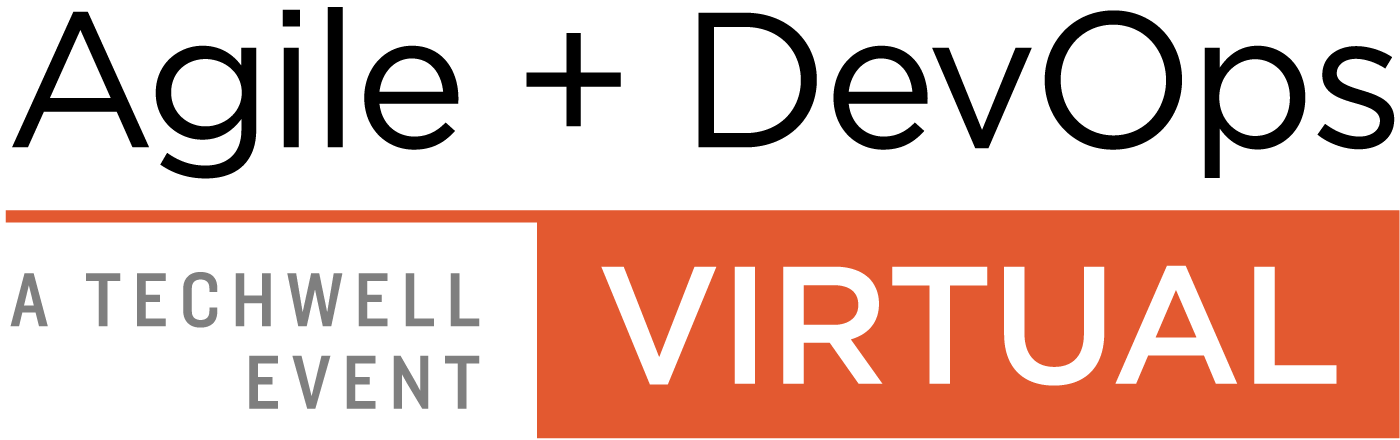 Agile + DevOps
A TECHWELL
EVENT
VIRTUAL